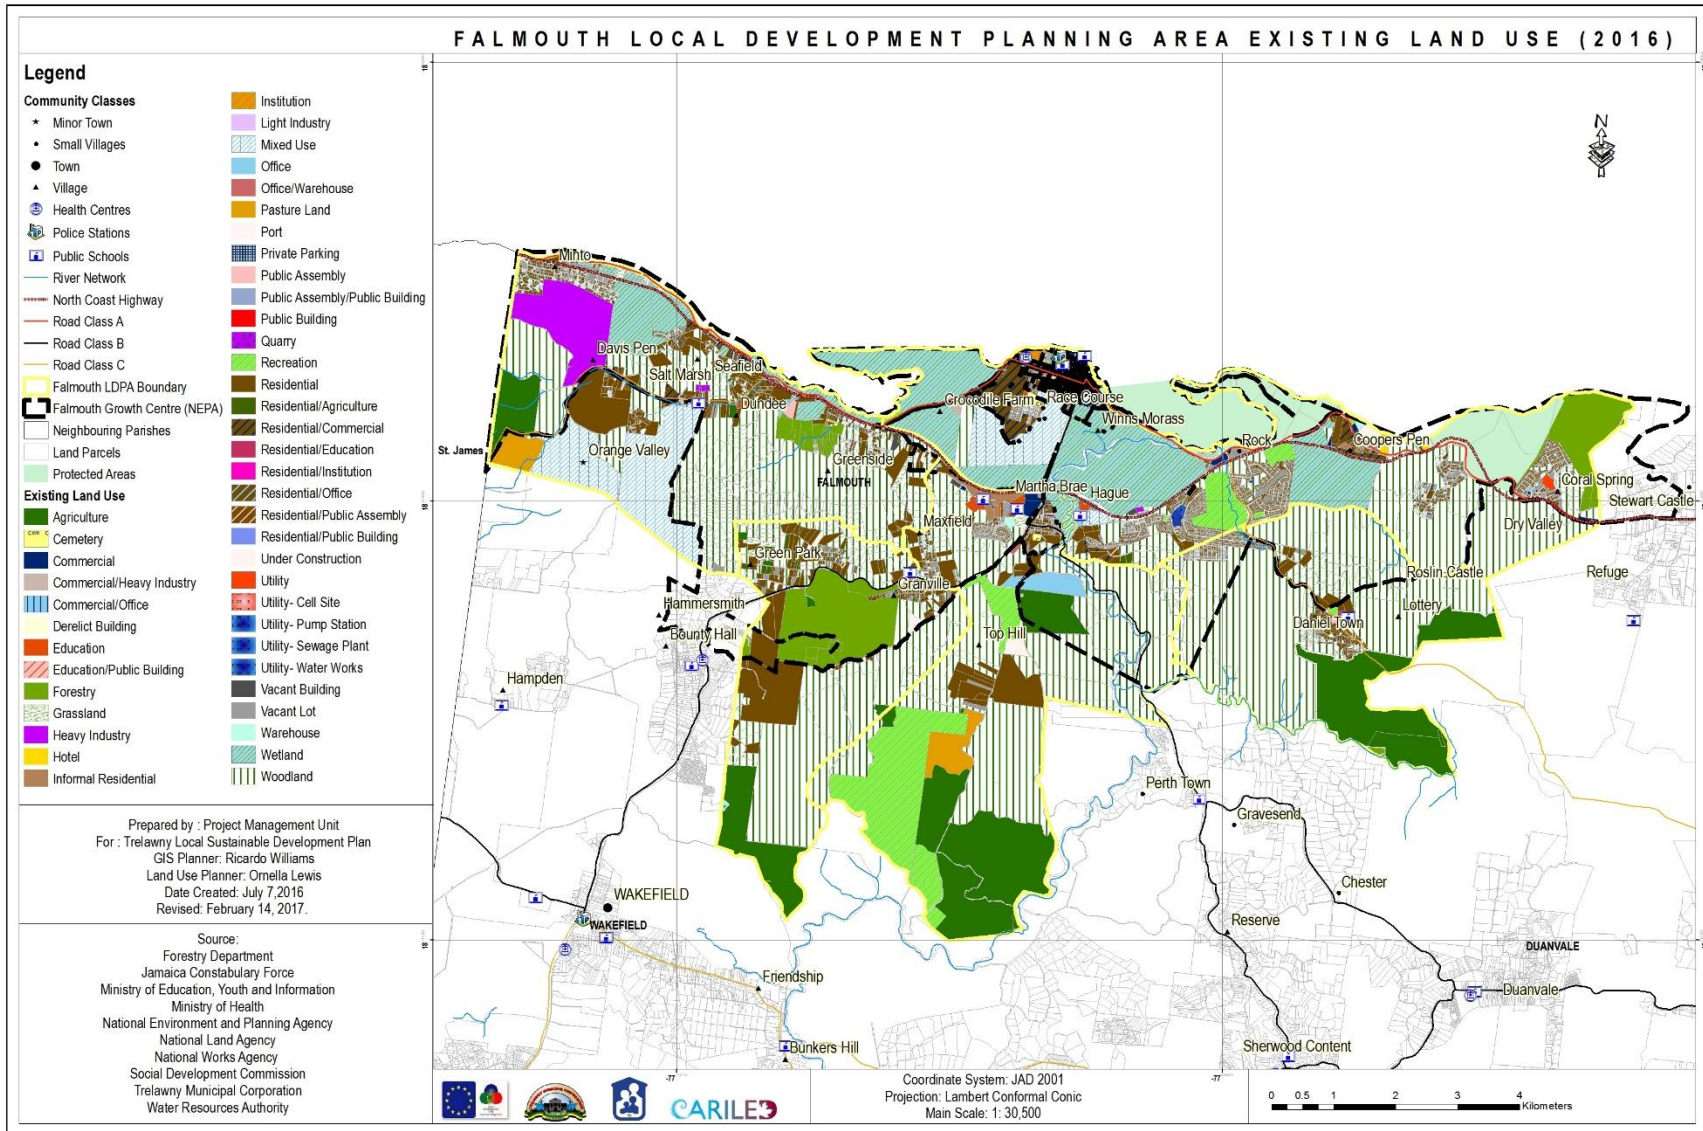 FALMOUTH LOCAL DEVELOPMENT PLANNING AREA EXISTING LAND USE (2016)
Legend
Community Classes
Minor Town
Small Villages
Town
Village
Health Centres
Police Stations
Public Schools
River Network
North Coast Highway
Road Class A
Road Class B
Road Class C
Falmouth LDPA Boundary
Falmouth Growth Centre (NEPA)
Neighbouring Parishes
Land Parcels
Protected Areas
Existing Land Use
Agriculture
Cemetery
Commercial
Commercial/Heavy Industry
Commercial/Office
Derelict Building
Education
Education/Public Building
Forestry
Grassland
Heavy Industry
Hotel
Informal Residential
Institution
Light Industry
Mixed Use
Office
Office/Warehouse
Pasture Land
Port
Private Parking
Public Assembly
Public Assembly/Public Building
Public Building
Quarry
Recreation
Residential
Residential/Agriculture
Residential/Commercial
Residential/Education
Residential/Institution
Residential/Office
Residential/Public Assembly
Residential/Public Building
Under Construction
Utility
Utility- Cell Site
Utility- Pump Station
Utility- Sewage Plant
Utility- Water Works
Vacant Building
Vacant Lot
Warehouse
Wetland
Woodland
Prepared by : Project Management Unit
For : Trelawny Local Sustainable Development Plan
GIS Planner: Ricardo Williams
Land Use Planner: Ornella Lewis
Date Created: July 7,2016
Revised: February 14, 2017.
Source:
Forestry Department
Jamaica Constabulary Force
Ministry of Education, Youth and Information
Ministry of Health
National Environment and Planning Agency
National Land Agency
National Works Agency
Social Development Commission
Trelawny Municipal Corporation
Water Resources Authority
N
Minto
Davis Pen
Salt Marsh
Seafield
Dundee
Crocodile Farm
Race Course
Winns Morass
Rock
Coopers Pen
Orange Valley
St. James
Greenside
FALMOUTH
Martha Brae
Hague
Coral Spring
Stewart Castle
Maxfield
Dry Valley
Green Park
Granville
Roslin Castle
Refuge
Hammersmith
Lottery
Bounty Hall
Top Hill
Daniel Town
Hampden
Perth Town
Gravesend
Chester
WAKEFIELD
WAKEFIELD
Reserve
DUANVALE
Friendship
Duanvale
Bunkers Hill
Sherwood Content
18
18
18
-77
-77
CARILED
Coordinate System: JAD 2001
Projection: Lambert Conformal Conic
Main Scale: 1: 30,500
0 0.5 1 2 3 4
Kilometers